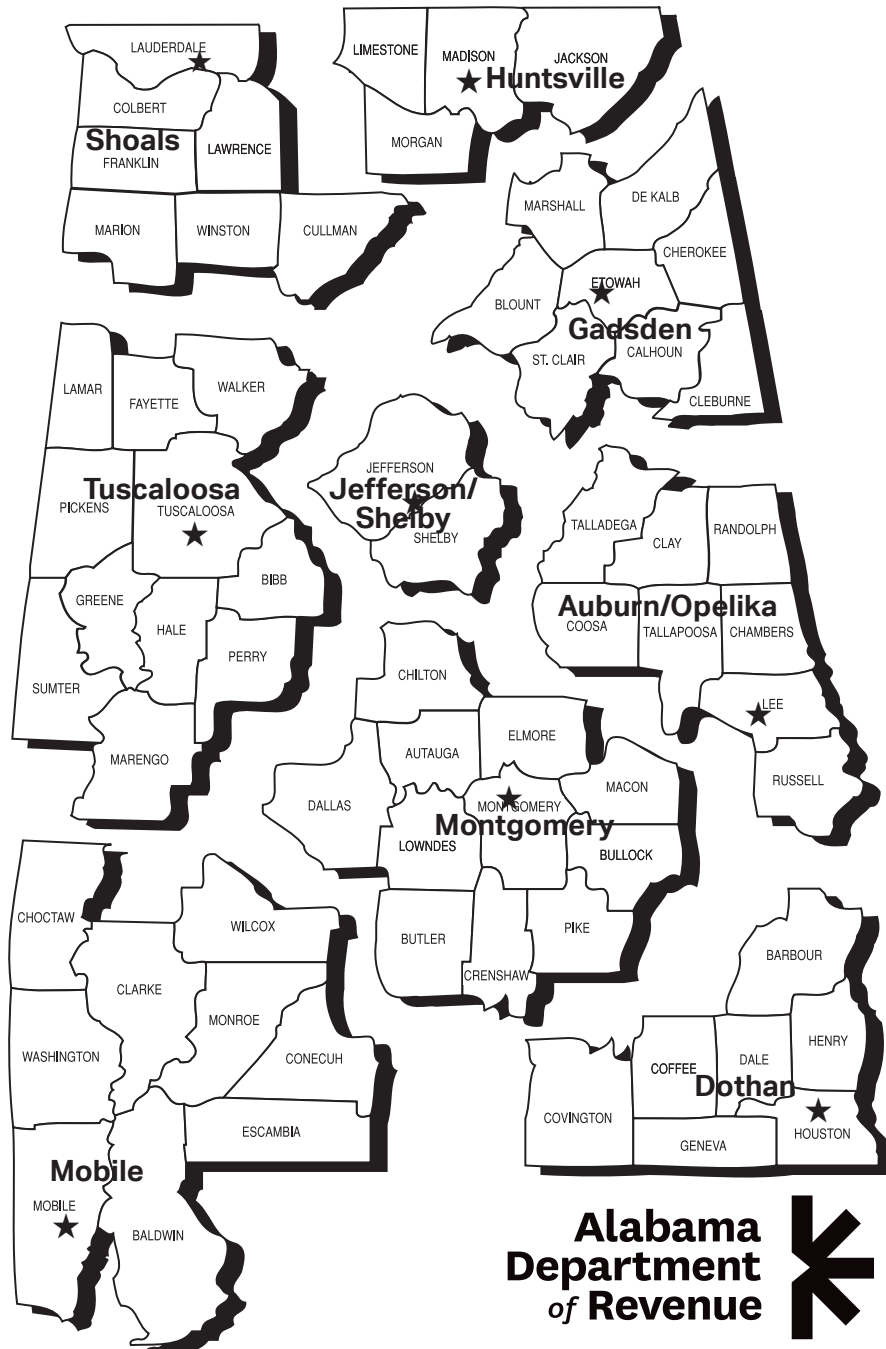 LAUDERDALE
COLBERT
Shoals
FRANKLIN
LAWRENCE
MARION
WINSTON
CULLMAN
LIMESTONE
MADISON
JACKSON
Huntsville
MORGAN
MARSHALL
DE KALB
CHEROKEE
ETOWAH
BLOUNT
Gadsden
ST. CLAIR
CALHOUN
CLEBURNE
LAMAR
FAYETTE
WALKER
Tuscaloosa
PICKENS
TUSCALOOSA
BIBB
GREENE
HALE
PERRY
SUMTER
MARENGO
JEFFERSON
Jefferson/
Shelby
SHELBY
TALLADEGA
CLAY
RANDOLPH
Auburn/Opelika
COOSA
TALLAPOOSA
CHAMBERS
LEE
RUSSELL
CHILTON
AUTAUGA
ELMORE
DALLAS
MONTGOMERY
MACON
Montgomery
LOWNDES
BULLOCK
BUTLER
CRENSHAW
PIKE
CHOCTAW
WILCOX
CLARKE
MONROE
WASHINGTON
CONECUH
ESCAMBIA
Mobile
MOBILE
BALDWIN
BARBOUR
HENRY
DALE
COFFEE
Dothan
COVINGTON
HOUSTON
GENEVA
Alabama
Department
of Revenue